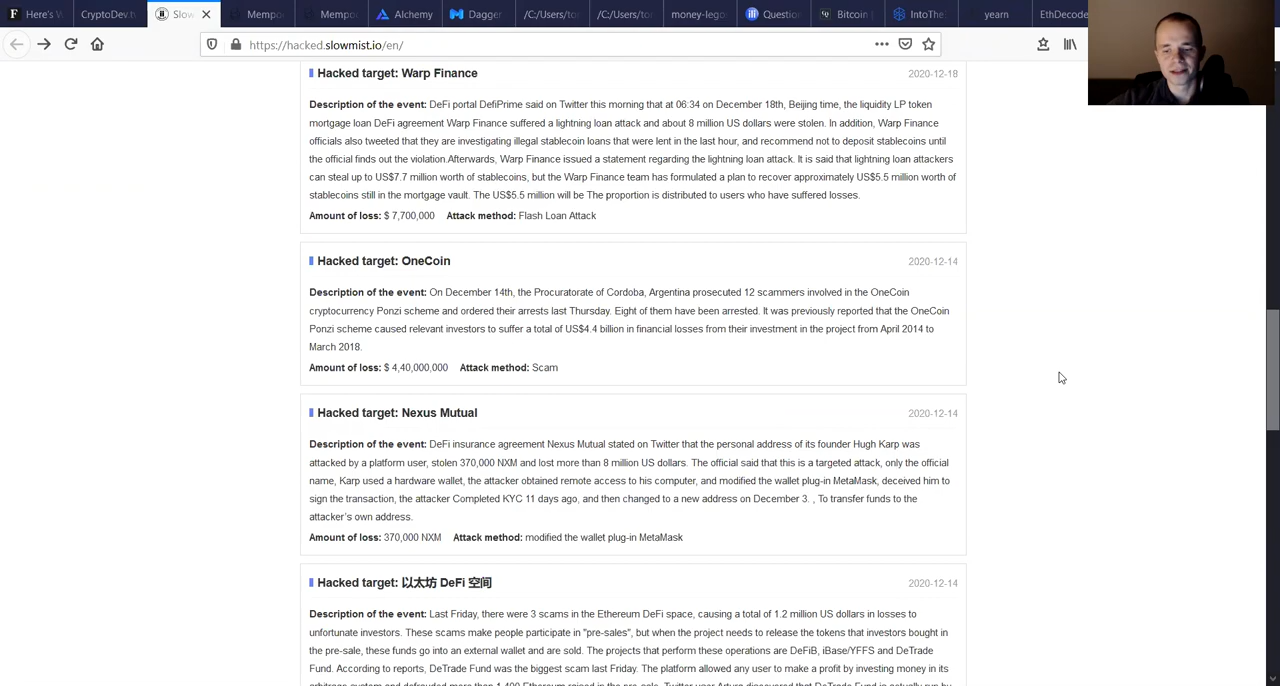 Here's W
CryptoDev.t
Slow
Mempo
Mempo
Alchemy
Dagger
/C:/Users/tor
/C:/Users/tor
money-lego
Question
Bitcoin
IntoThe
yearn
EthDecode
https://hacked.slowmist.io/en/
Hacked target: Warp Finance 2020-12-18
Description of the event: DeFi portal DefiPrime said on Twitter this morning that at 06:34 on December 18th, Beijing time, the liquidity LP token
mortgage loan DeFi agreement Warp Finance suffered a lightning loan attack and about 8 million US dollars were stolen. In addition, Warp Finance
officials also tweeted that they are investigating illegal stablecoin loans that were lent in the last hour, and recommend not to deposit stablecoins until
the official finds out the violation.Afterwards, Warp Finance issued a statement regarding the lightning loan attack. It is said that lightning loan attackers
can steal up to US$7.7 million worth of stablecoins, but the Warp Finance team has formulated a plan to recover approximately US$5.5 million worth of
stablecoins still in the mortgage vault. The US$5.5 million will be The proportion is distributed to users who have suffered losses.
Amount of loss: $ 7,700,000 Attack method: Flash Loan Attack
Hacked target: OneCoin 2020-12-14
Description of the event: On December 14th, the Procuratorate of Cordoba, Argentina prosecuted 12 scammers involved in the OneCoin
cryptocurrency Ponzi scheme and ordered their arrests last Thursday. Eight of them have been arrested. It was previously reported that the OneCoin
Ponzi scheme caused relevant investors to suffer a total of US$4.4 billion in financial losses from their investment in the project from April 2014 to
March 2018.
Amount of loss: $ 4,40,000,000 Attack method: Scam
Hacked target: Nexus Mutual 2020-12-14
Description of the event: DeFi insurance agreement Nexus Mutual stated on Twitter that the personal address of its founder Hugh Karp was
attacked by a platform user, stolen 370,000 NXM and lost more than 8 million US dollars. The official said that this is a targeted attack, only the official
name, Karp used a hardware wallet, the attacker obtained remote access to his computer, and modified the wallet plug-in MetaMask, deceived him to
sign the transaction, the attacker Completed KYC 11 days ago, and then changed to a new address on December 3. , To transfer funds to the
attacker's own address.
Amount of loss: 370,000 NXM Attack method: modified the wallet plug-in MetaMask
Hacked target: 以太坊 DeFi 空间 2020-12-14
Description of the event: Last Friday, there were 3 scams in the Ethereum DeFi space, causing a total of 1.2 million US dollars in losses to
unfortunate investors. These scams make people participate in "pre-sales", but when the project needs to release the tokens that investors bought in
the pre-sale, these funds go into an external wallet and are sold. The projects that perform these operations are DeFiB, iBase/YFFS and DeTrade
Fund. According to reports, DeTrade Fund was the biggest scam last Friday. The platform allowed any user to make a profit by investing money in its